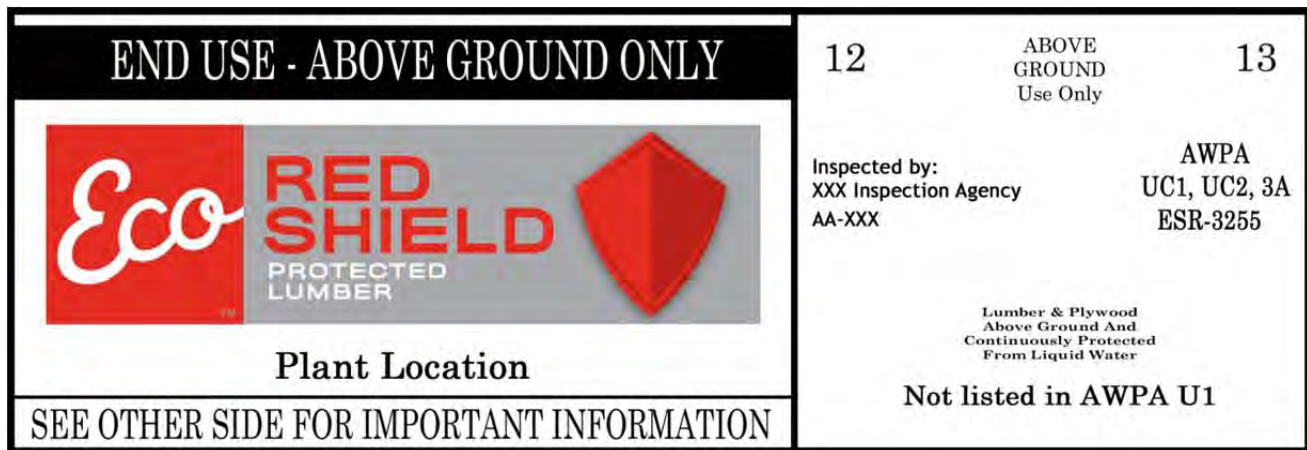 END USE - ABOVE GROUND ONLY
Eco
TM
RED
SHIELD
PROTECTED
LUMBER
Plant Location
SEE OTHER SIDE FOR IMPORTANT INFORMATION
12
ABOVE
GROUND
Use Only
13
Inspected by:
XXX Inspection Agency
AA-XXX
AWPA
UC1, UC2, 3A
ESR-3255
Lumber & Plywood
Above Ground And
Continuously Protected
From Liquid Water
Not listed in AWPA U1